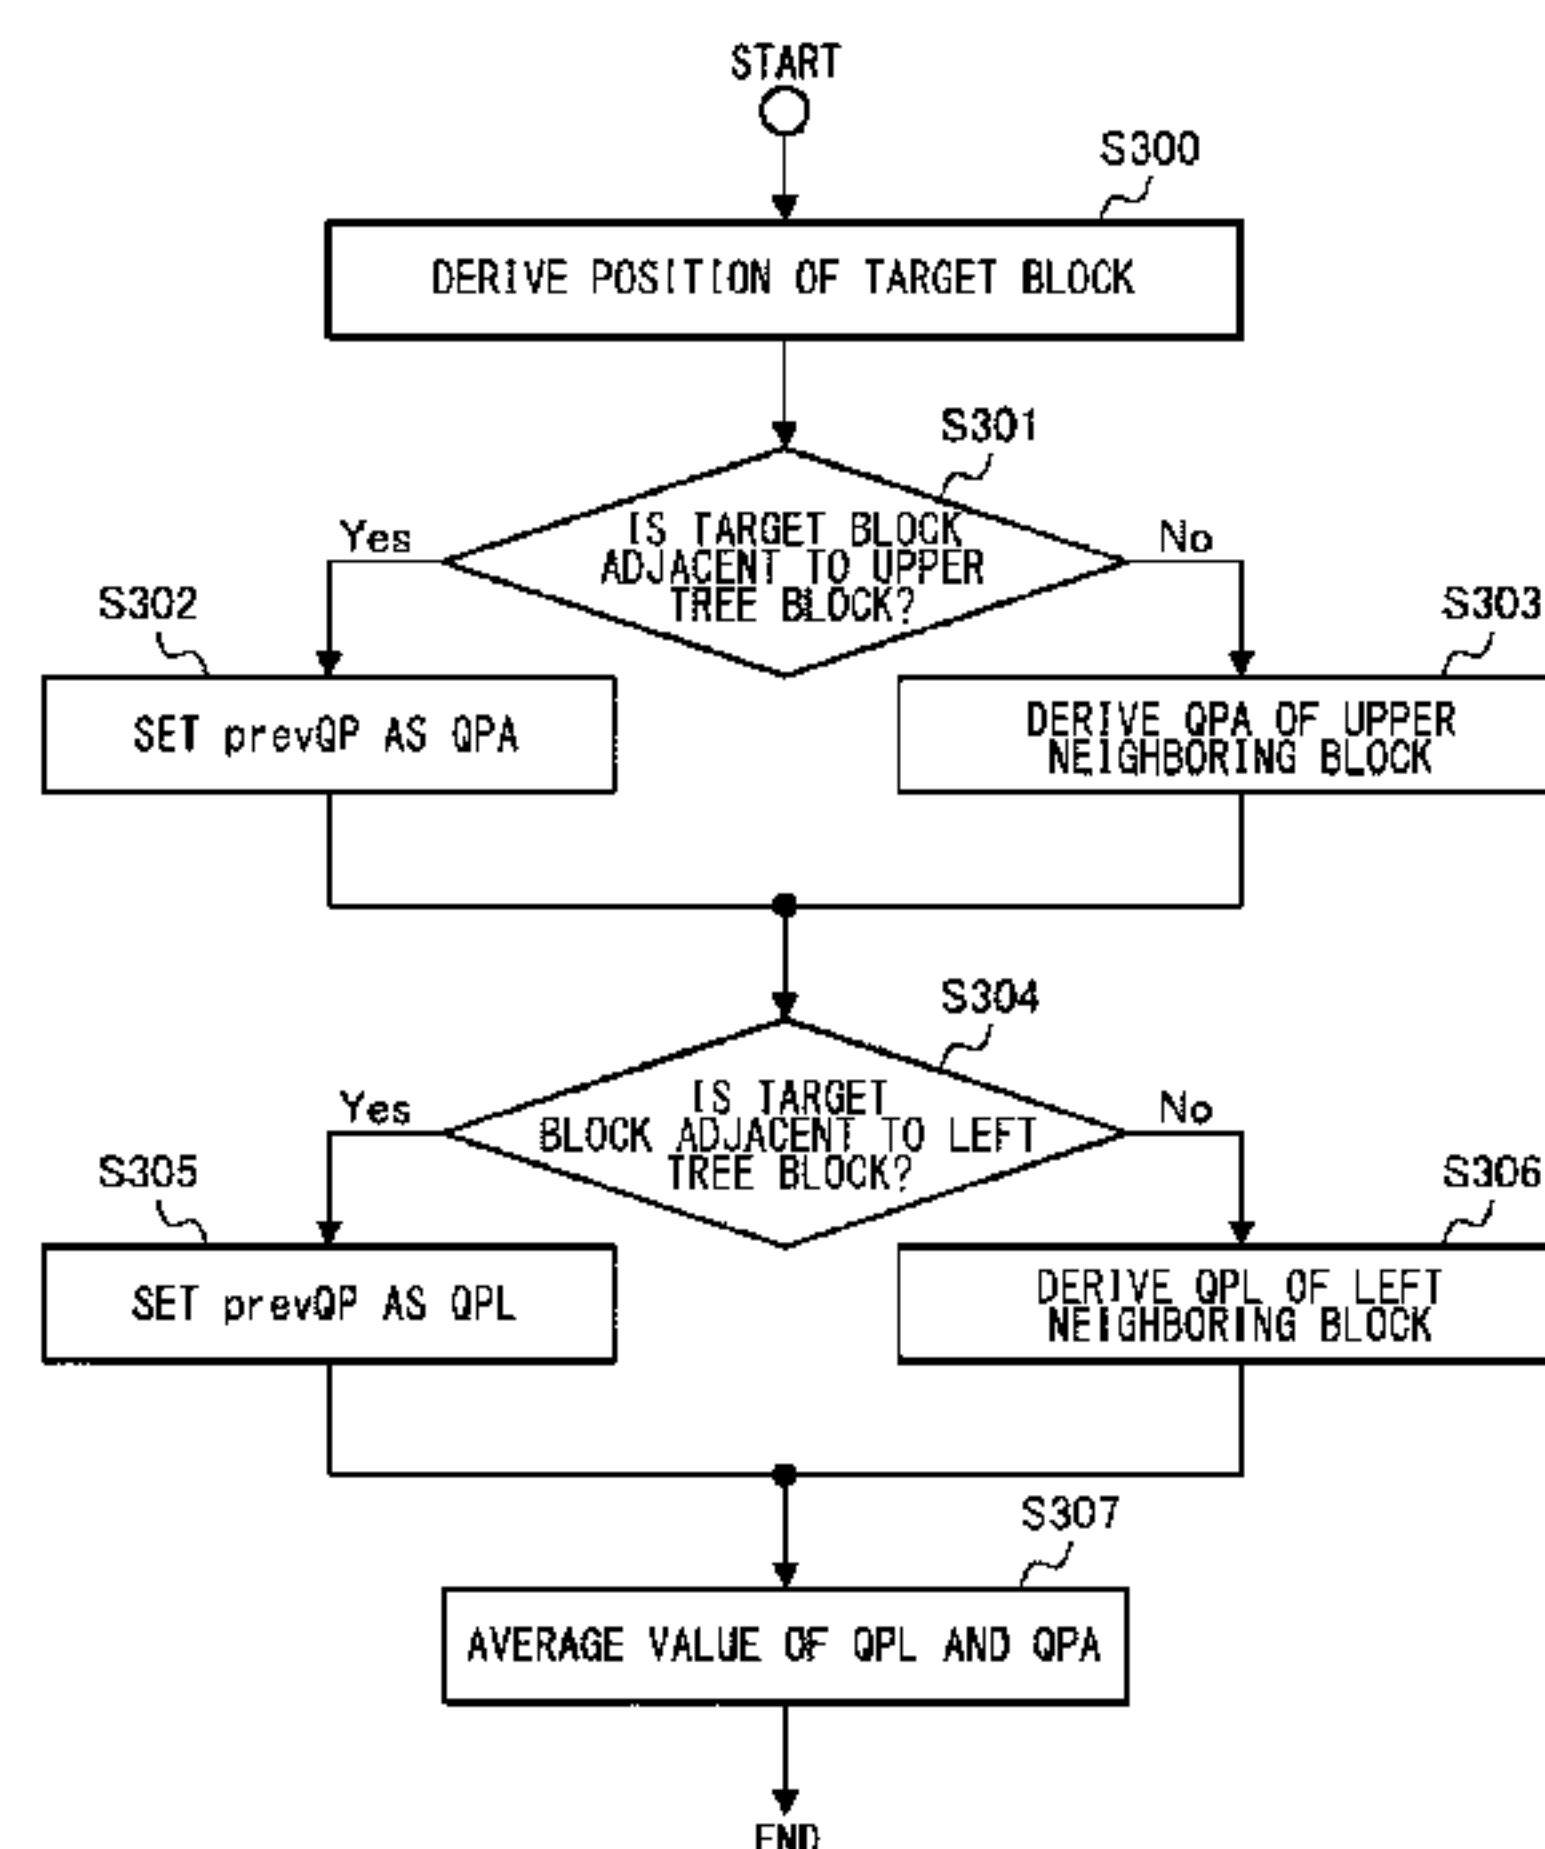 START
S300
DERIVE POSITION OF TARGET BLOCK
S301
IS TARGET BLOCK
ADJACENT TO UPPER
TREE BLOCK?
Yes
No
S302
S303
SET prevQP AS QPA
DERIVE QPA OF UPPER
NEIGHBORING BLOCK
S304
IS TARGET
BLOCK ADJACENT TO LEFT
TREE BLOCK?
Yes
No
S305
S306
SET prevQP AS QPL
DERIVE QPL OF LEFT
NEIGHBORING BLOCK
S307
AVERAGE VALUE OF QPL AND QPA
END